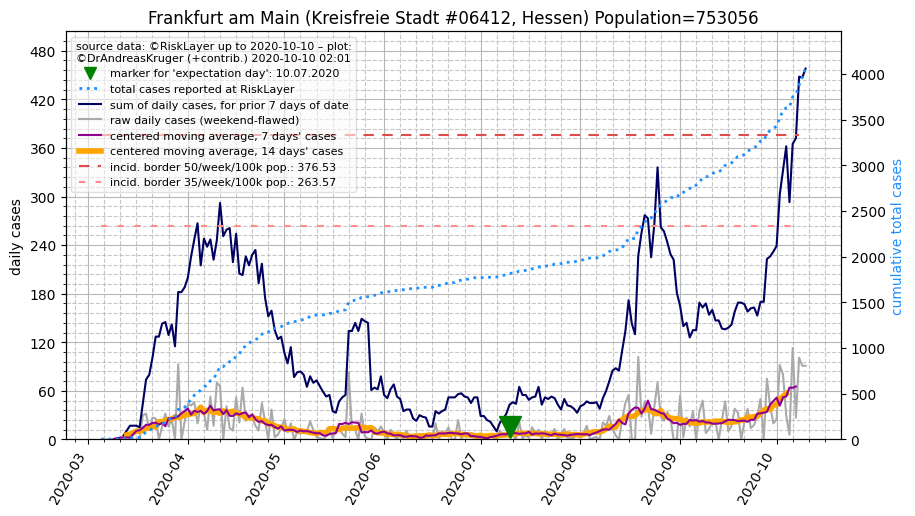 Frankfurt am Main (Kreisfreie Stadt #06412, Hessen) Population=753056
source data: ©RiskLayer up to 2020-10-10 – plot:
©DrAndreasKruger (+contrib.) 2020-10-10 02:01
marker for 'expectation day': 10.07.2020
total cases reported at RiskLayer
sum of daily cases, for prior 7 days of date
raw daily cases (weekend-flawed)
centered moving average, 7 days' cases
centered moving average, 14 days' cases
incid. border 50/week/100k pop.: 376.53
incid. border 35/week/100k pop.: 263.57
daily cases
480
420
360
300
240
180
120
60
0
cumulative total cases
4000
3500
3000
2500
2000
1500
1000
500
0
2020-03
2020-04
2020-05
2020-06
2020-07
2020-08
2020-09
2020-10